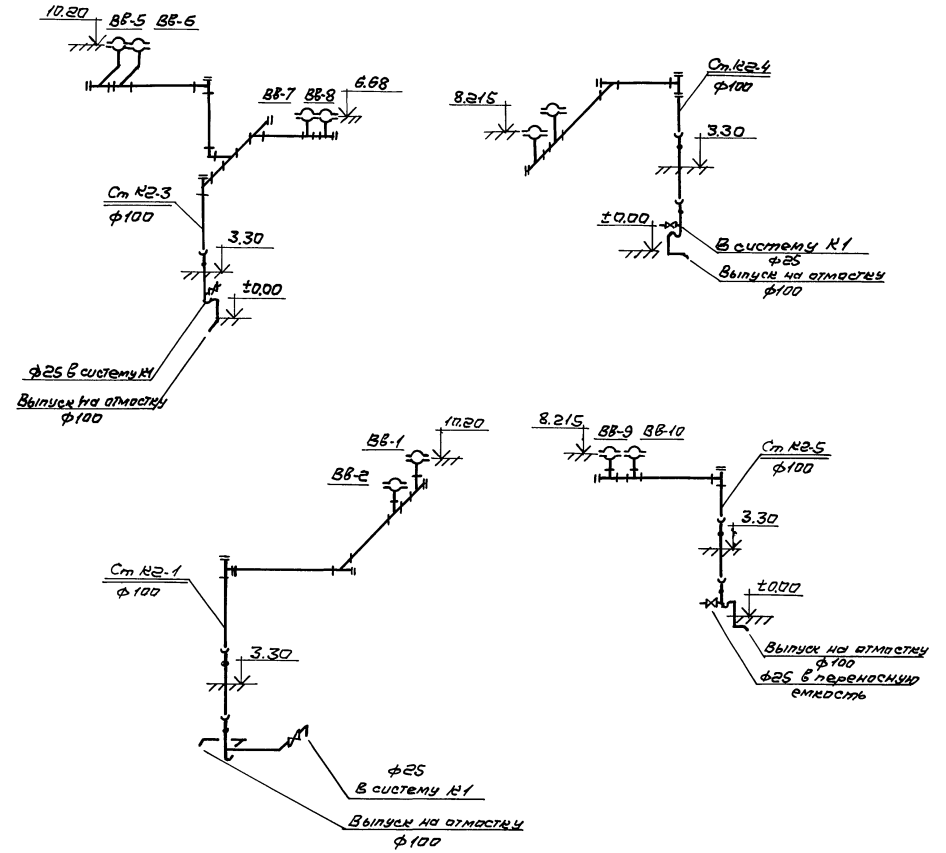 10.20
Вв-5 Вв-6
Вв-7 Вв-8
6.68
Ст К2-3
ф100
3.30
±0.00
ф25 в систему К1
Выпуск на отмостку
ф100
Ст.К2-4
ф100
8.215
3.30
±0.00
В систему К1
ф25
Выпуск на отмостку
ф100
Вв-1
10.20
Вв-2
Ст К2-1
ф100
3.30
ф25
В систему К1
Выпуск на отмостку
ф100
8.215
Вв-9 Вв-10
Ст К2-5
ф100
3.30
±0.00
Выпуск на отмостку
ф100
ф25 в переносную
емкость